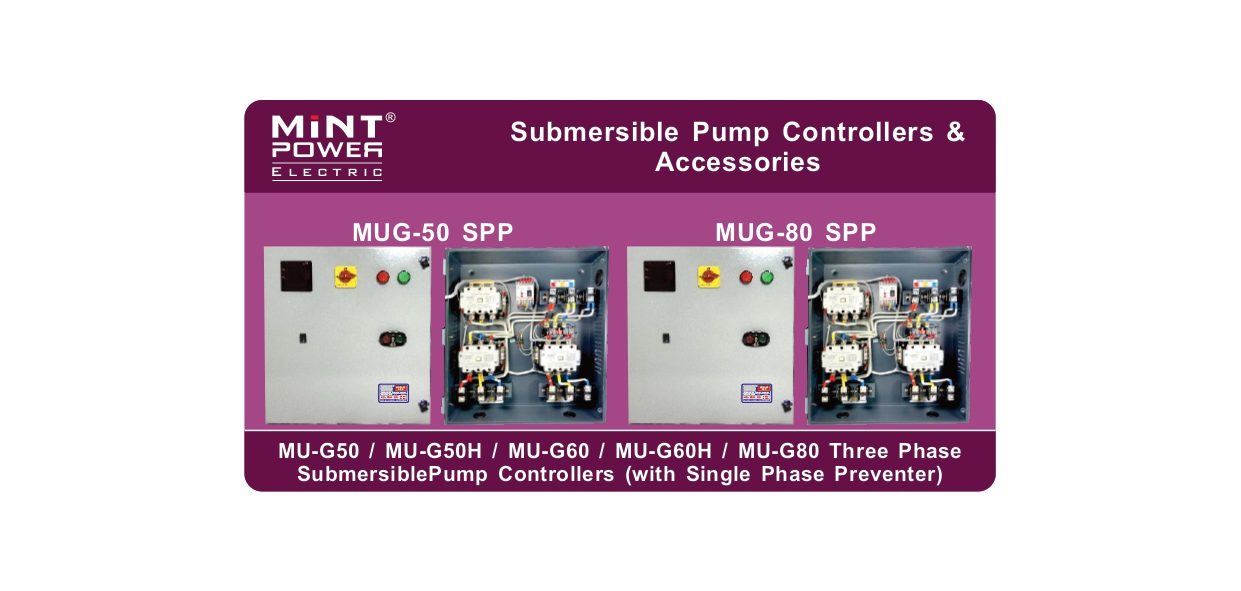 MiNT®
POWER
ELECTRIC
Submersible Pump Controllers &
Accessories
MUG-50 SPP
MUG-80 SPP
MU-G50 / MU-G50H / MU-G60 / MU-G60H / MU-G80 Three Phase
SubmersiblePump Controllers (with Single Phase Preventer)